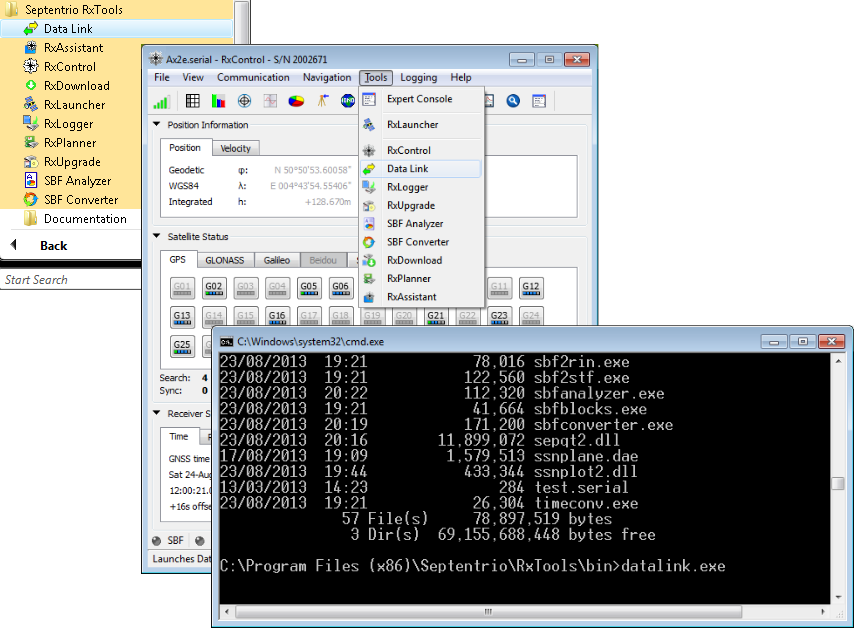 Septentrio RxTools
Data Link
RxAssistant
RxControl
RxDownload
RxLauncher
RxLogger
RxPlanner
RxUpgrade
SBF Analyzer
SBF Converter
Documentation
Back
Start Search
Ax2e.serial - RxControl - S/N 2002671
File View Communication Navigation Tools Logging Help
Expert Console
RxLauncher
RxControl
Data Link
RxLogger
RxUpgrade
SBF Analyzer
SBF Converter
RxDownload
RxPlanner
RxAssistant
Position Information
Position Velocity
Geodetic φ: N 50°50'53.60058"
WGS84 λ: E 004°43'54.55406"
Integrated h: +128.670m
Satellite Status
GPS GLONASS Galileo Beidou
G01 G02 G03 G04 G05 G06 G11 G12
G13 G14 G15 G16 G17 G18 G19 G20 G21 G22 G23 G24
G25
Search: 4
Sync: 0
Receiver S
Time
GNSS time
Sat 24-Aug
12:00:21.0
+16s offse
SBF
Launches Dat
C:\Windows\system32\cmd.exe
23/08/2013 19:21 78,016 sbf2rin.exe
23/08/2013 19:21 122,560 sbf2stf.exe
23/08/2013 20:22 112,320 sbfanalyzer.exe
23/08/2013 19:21 41,664 sbfblocks.exe
23/08/2013 20:19 171,200 sbfconverter.exe
23/08/2013 20:16 11,899,072 sepqt2.dll
17/08/2013 19:09 1,579,513 ssnplane.dae
23/08/2013 19:44 433,344 ssnplot2.dll
13/03/2013 14:23 284 test.serial
23/08/2013 19:21 26,304 timeconv.exe
57 File(s) 78,897,519 bytes
3 Dir(s) 69,155,688,448 bytes free
C:\Program Files (x86)\Septentrio\RxTools\bin>datalink.exe